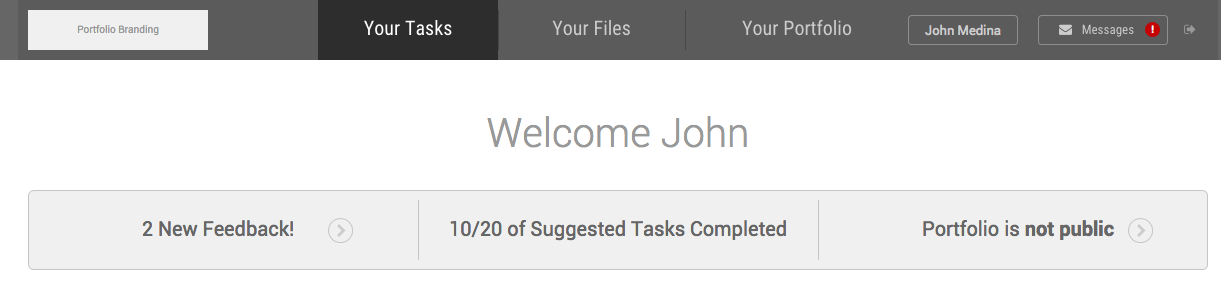 Portfolio Branding
Your Tasks
Your Files
Your Portfolio
John Medina
Messages !
Welcome John
2 New Feedback!
10/20 of Suggested Tasks Completed
Portfolio is not public